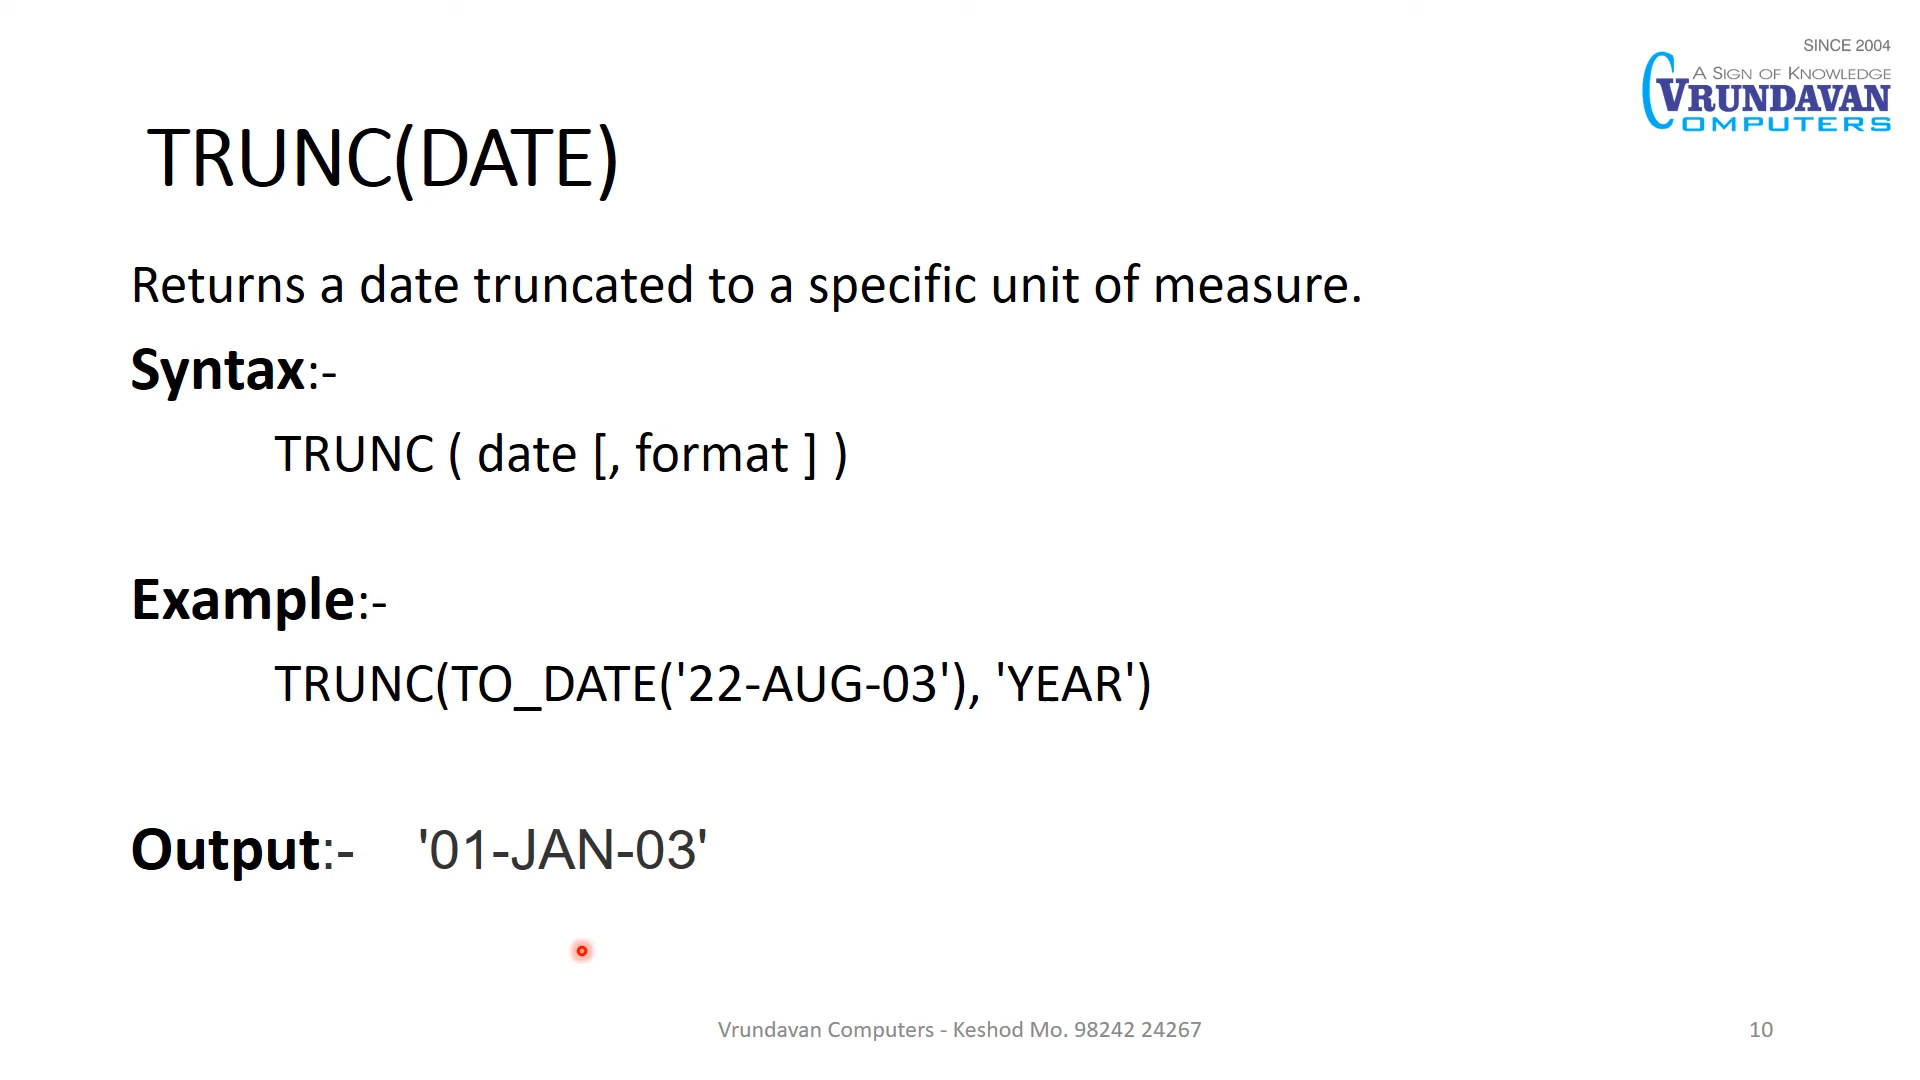 SINCE 2004
A SIGN OF KNOWLEDGE
VRUNDAVAN
COMPUTERS
TRUNC(DATE)
Returns a date truncated to a specific unit of measure.
Syntax:-
TRUNC ( date [, format ] )
Example:-
TRUNC(TO_DATE('22-AUG-03'), 'YEAR')
Output:- '01-JAN-03'
Vrundavan Computers - Keshod Mo. 98242 24267
10